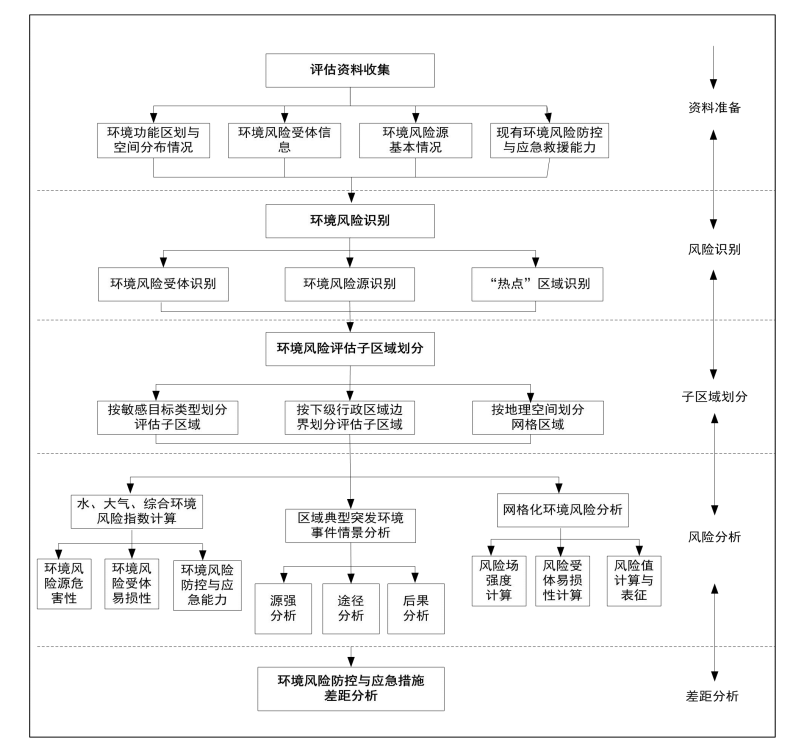 评估资料收集
资料准备
环境功能区划与
空间分布情况
环境风险受体信
息
环境风险源
基本情况
现有环境风险防控
与应急救援能力
环境风险识别
风险识别
环境风险受体识别
环境风险源识别
“热点”区域识别
环境风险评估子区域划分
子区域划分
按敏感目标类型划分
评估子区域
按下级行政区域边
界划分评估子区域
按地理空间划分
网格区域
水、大气、综合环境
风险指数计算
区域典型突发环境
事件情景分析
网格化环境风险分析
风险分析
环境风
险源危
害性
环境风
险受体
易损性
环境风险
防控与应
急能力
源强
分析
途径
分析
后果
分析
风险场
强度
计算
风险受
体易损
性计算
风险值
计算与
表征
环境风险防控与应急措施
差距分析
差距分析